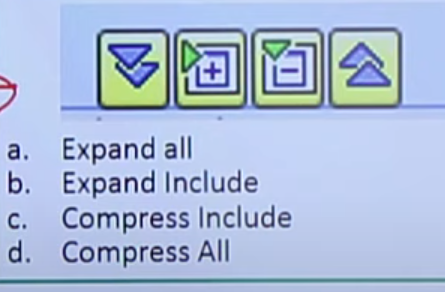 a. Expand all
b. Expand Include
c. Compress Include
d. Compress All